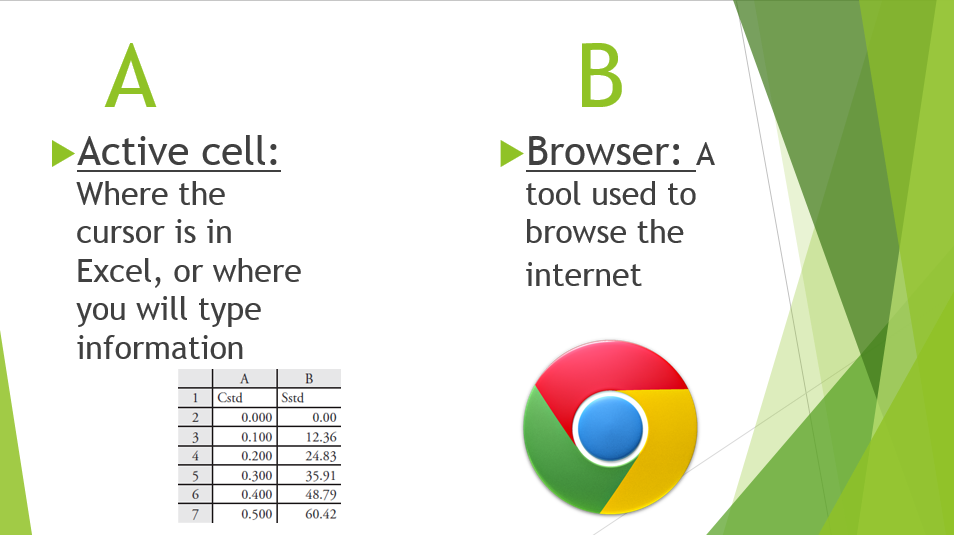 A
Active cell:
Where the
cursor is in
Excel, or where
you will type
information
A B
1 Cstd Sstd
2 0.000 0.00
3 0.100 12.36
4 0.200 24.83
5 0.300 35.91
6 0.400 48.79
7 0.500 60.42
B
Browser: A
tool used to
browse the
internet